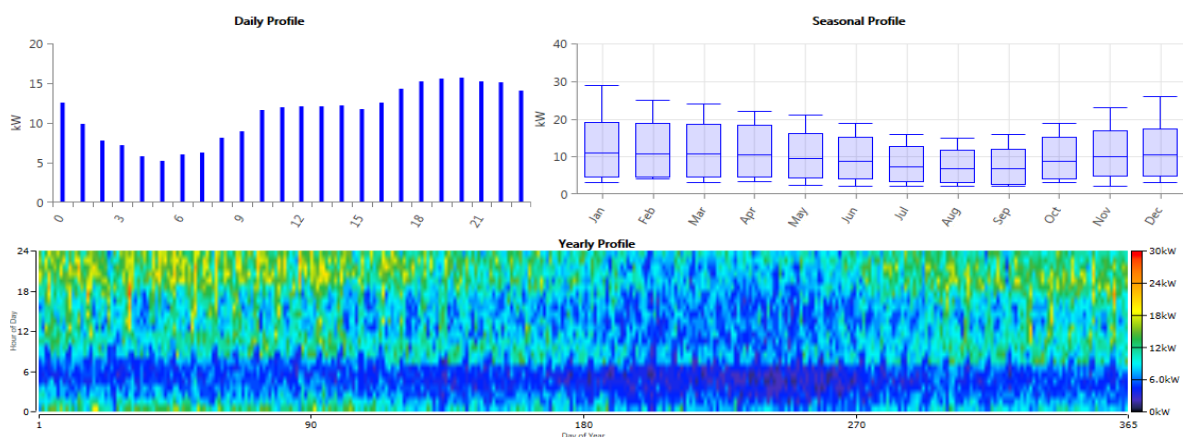 Daily Profile
Seasonal Profile
20
15
10
5
0
kW
0
3
6
9
12
15
18
21
40
30
20
10
0
kW
Jan
Feb
Mar
Apr
May
Jun
Jul
Aug
Sep
Oct
Nov
Dec
Yearly Profile
24
18
12
6
0
Hour of Day
1
90
180
270
365
Day of Year
30kW
24kW
18kW
12kW
6.0kW
0kW